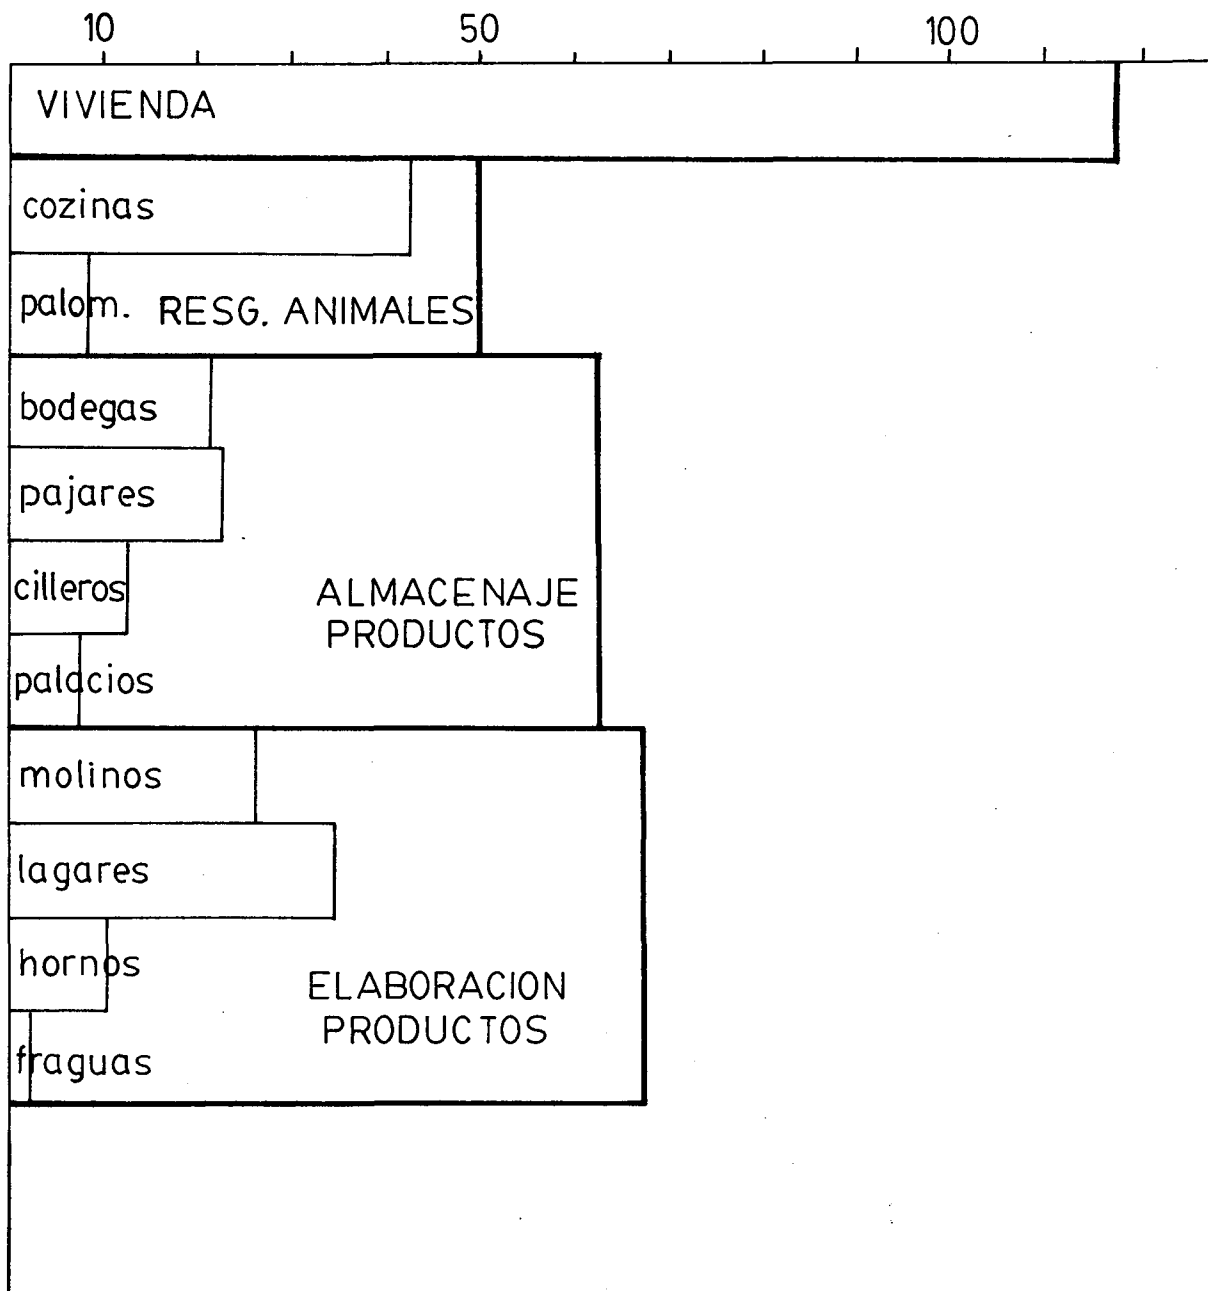 10 50 100
VIVIENDA
cozinas
palom. RESG. ANIMALES
bodegas
pajares
cilleros
ALMACENAJE
PRODUCTOS
palacios
molinos
lagares
hornos
ELABORACION
PRODUCTOS
fraguas